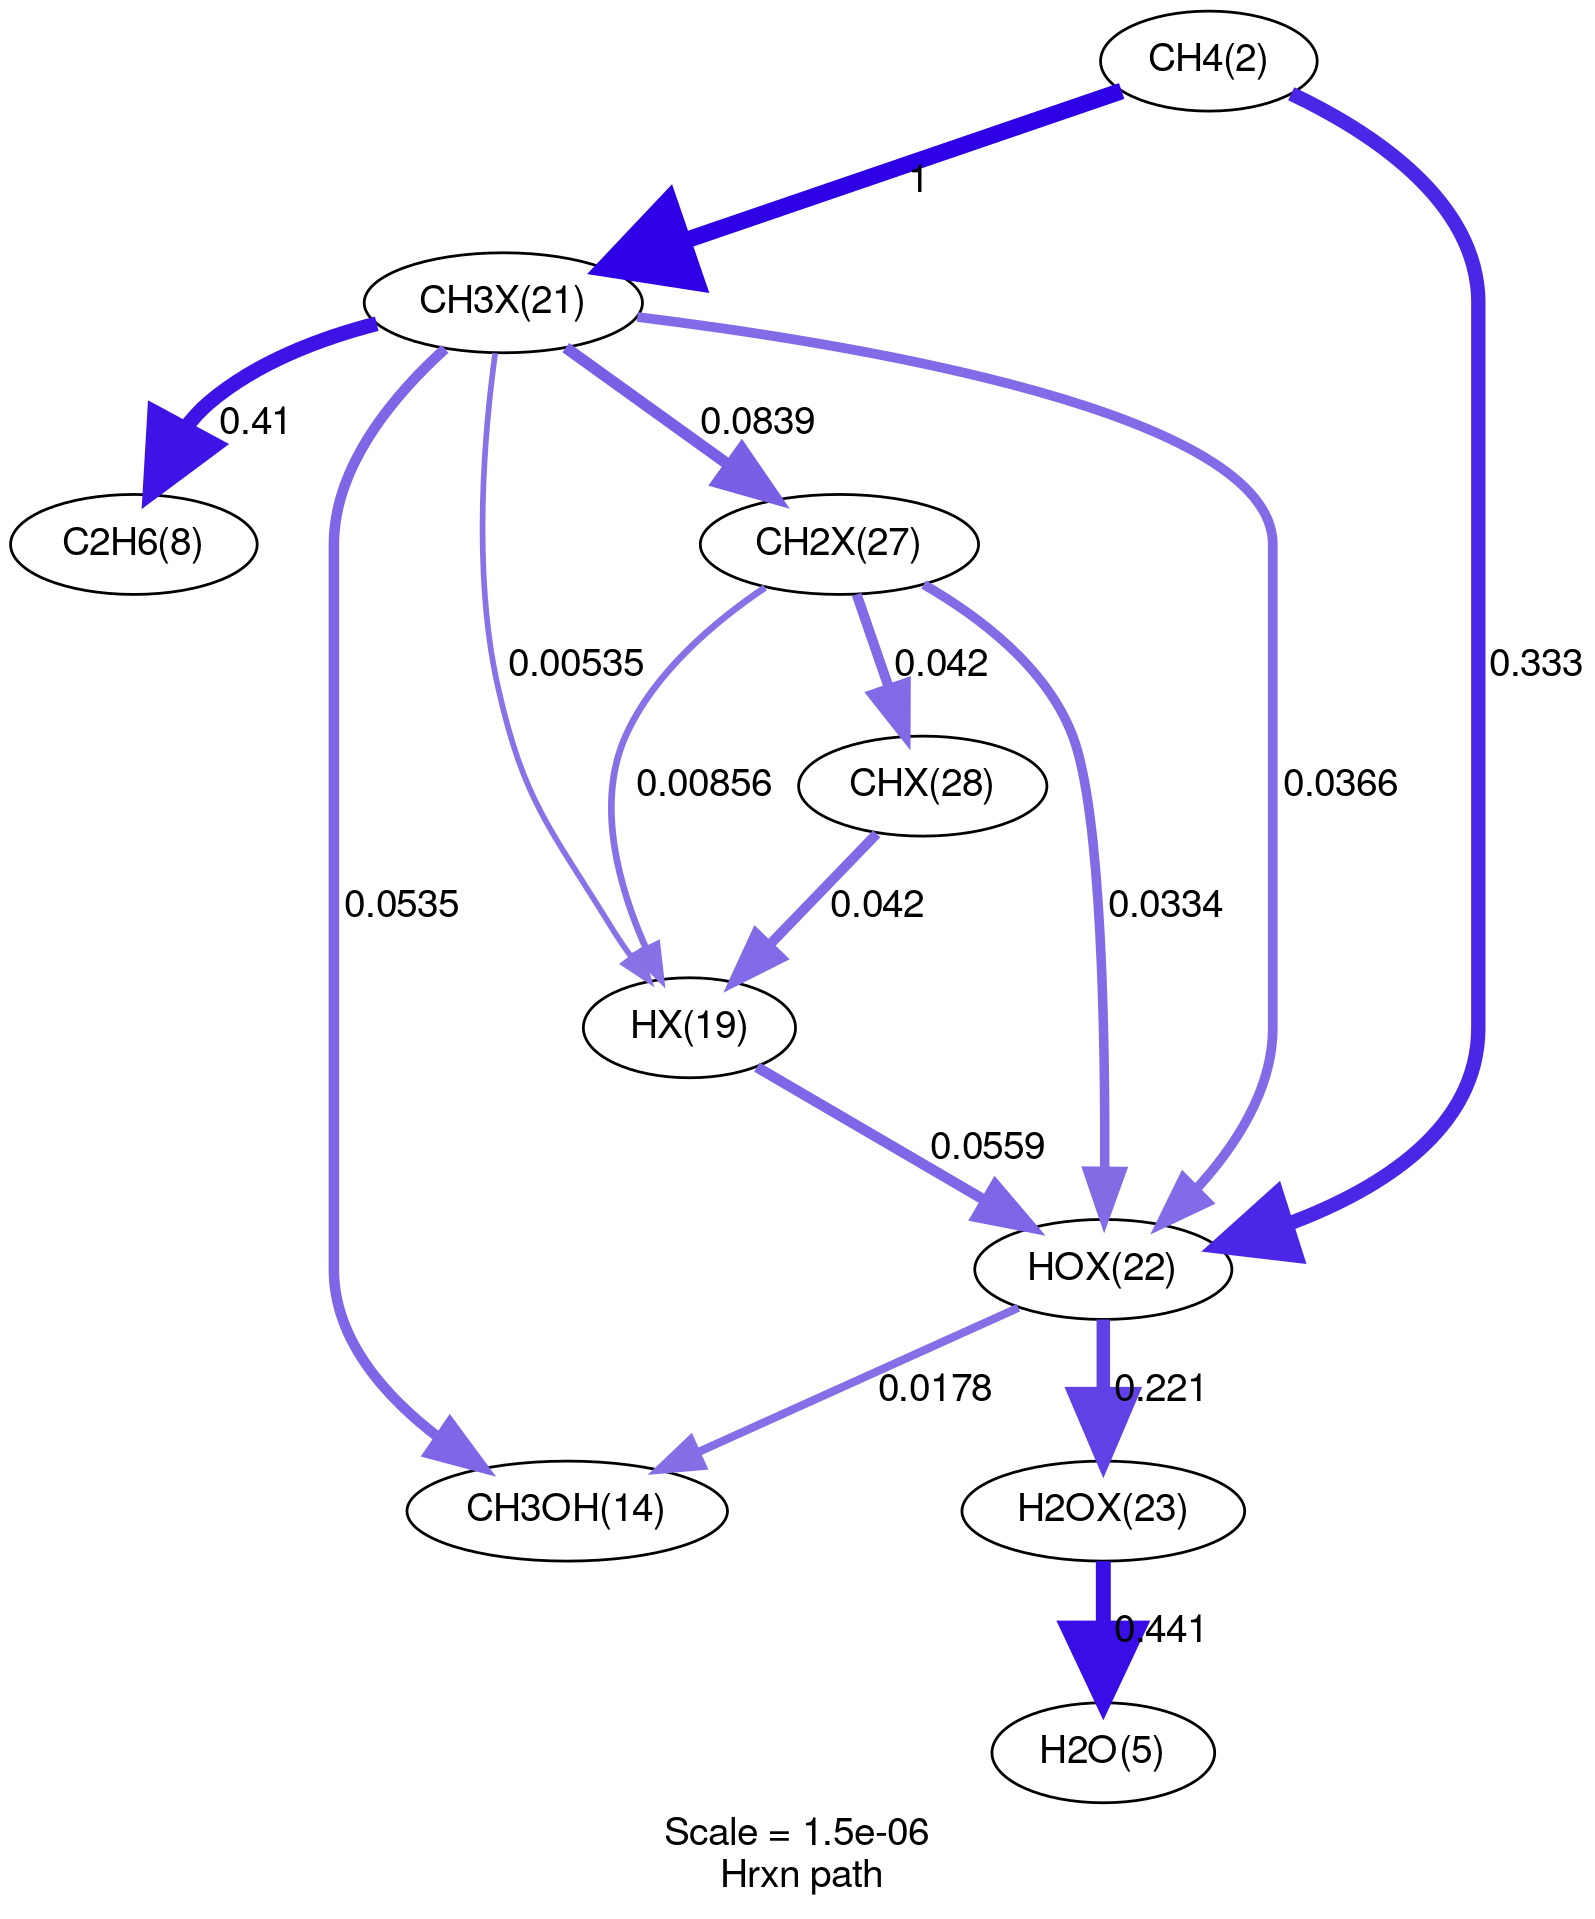 CH4(2)
1
CH3X(21)
0.41
0.0839
C2H6(8)
CH2X(27)
0.00535
0.042
0.333
0.00856
CHX(28)
0.0366
0.0535
0.042
0.0334
HX(19)
0.0559
HOX(22)
0.0178
0.221
CH3OH(14)
H2OX(23)
0.441
H2O(5)
Scale = 1.5e-06
Hrxn path